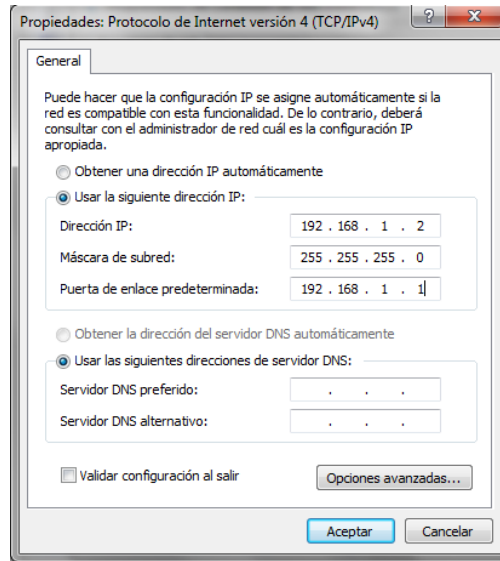 Propiedades: Protocolo de Internet versión 4 (TCP/IPv4)
General
Puede hacer que la configuración IP se asigne automáticamente si la
red es compatible con esta funcionalidad. De lo contrario, deberá
consultar con el administrador de red cuál es la configuración IP
apropiada.
Obtener una dirección IP automáticamente
Usar la siguiente dirección IP:
Dirección IP: 192 . 168 . 1 . 2
Máscara de subred: 255 . 255 . 255 . 0
Puerta de enlace predeterminada: 192 . 168 . 1 . 1
Obtener la dirección del servidor DNS automáticamente
Usar las siguientes direcciones de servidor DNS:
Servidor DNS preferido: . . .
Servidor DNS alternativo: . . .
Validar configuración al salir
Opciones avanzadas...
Aceptar Cancelar